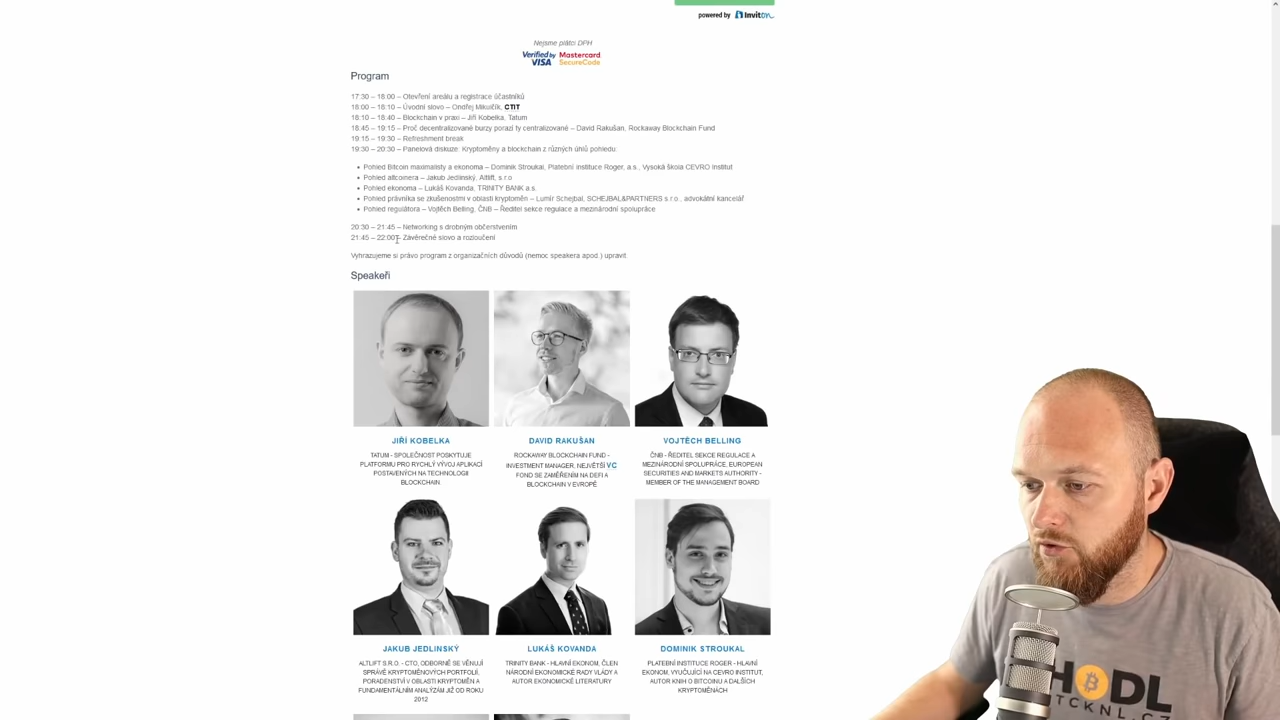 powered by Inviton
Nejsme plátci DPH
Verified by VISA Mastercard SecureCode
Program
17:30 – 18:00 – Otevření areálu a registrace účastníků
18:00 – 18:10 – Úvodní slovo – Ondřej Mikulčík, CTIT
18:10 – 18:40 – Blockchain v praxi – Jiří Kobelka, Tatum
18:45 – 19:15 – Proč decentralizované burzy porazí ty centralizované – David Rakušan, Rockaway Blockchain Fund
19:15 – 19:30 – Refreshment break
19:30 – 20:30 – Panelová diskuze: Kryptoměny a blockchain z různých úhlů pohledu:
• Pohled Bitcoin maximalisty a ekonoma – Dominik Stroukal, Platební instituce Roger, a.s., Vysoká škola CEVRO Institut
• Pohled altcoinera – Jakub Jedlinský, Altlift, s.r.o
• Pohled ekonoma – Lukáš Kovanda, TRINITY BANK a.s.
• Pohled právníka se zkušenostmi v oblasti kryptoměn – Lumír Schejbal, SCHEJBAL&PARTNERS s.r.o., advokátní kancelář
• Pohled regulátora – Vojtěch Belling, ČNB – Ředitel sekce regulace a mezinárodní spolupráce
20:30 – 21:45 – Networking s drobným občerstvením
21:45 – 22:00 – Závěrečné slovo a rozloučení
Vyhrazujeme si právo program z organizačních důvodů (nemoc speakera apod.) upravit.
Speakeři
JIŘÍ KOBELKA
TATUM - SPOLEČNOST POSKYTUJE
PLATFORMU PRO RYCHLÝ VÝVOJ APLIKACÍ
POSTAVENÝCH NA TECHNOLOGII
BLOCKCHAIN.
DAVID RAKUŠAN
ROCKAWAY BLOCKCHAIN FUND -
INVESTMENT MANAGER, NEJVĚTŠÍ VC
FOND SE ZAMĚŘENÍM NA DEFI A
BLOCKCHAIN V EVROPĚ
VOJTĚCH BELLING
ČNB - ŘEDITEL SEKCE REGULACE A
MEZINÁRODNÍ SPOLUPRÁCE, EUROPEAN
SECURITIES AND MARKETS AUTHORITY -
MEMBER OF THE MANAGEMENT BOARD
JAKUB JEDLINSKÝ
ALTLIFT S.R.O. - CTO, ODBORNĚ SE VĚNUJÍ
SPRÁVĚ KRYPTOMĚNOVÝCH PORTFOLIÍ,
PORADENSTVÍ V OBLASTI KRYPTOMĚN A
FUNDAMENTÁLNÍM ANALÝZÁM JIŽ OD ROKU
2012
LUKÁŠ KOVANDA
TRINITY BANK - HLAVNÍ EKONOM, ČLEN
NÁRODNÍ EKONOMICKÉ RADY VLÁDY A
AUTOR EKONOMICKÉ LITERATURY
DOMINIK STROUKAL
PLATEBNÍ INSTITUCE ROGER - HLAVNÍ
EKONOM, VYUČUJÍCÍ NA CEVRO INSTITUT,
AUTOR KNIH O BITCOINU A DALŠÍCH
KRYPTOMĚNÁCH
HODL
BTCKNL.CZ